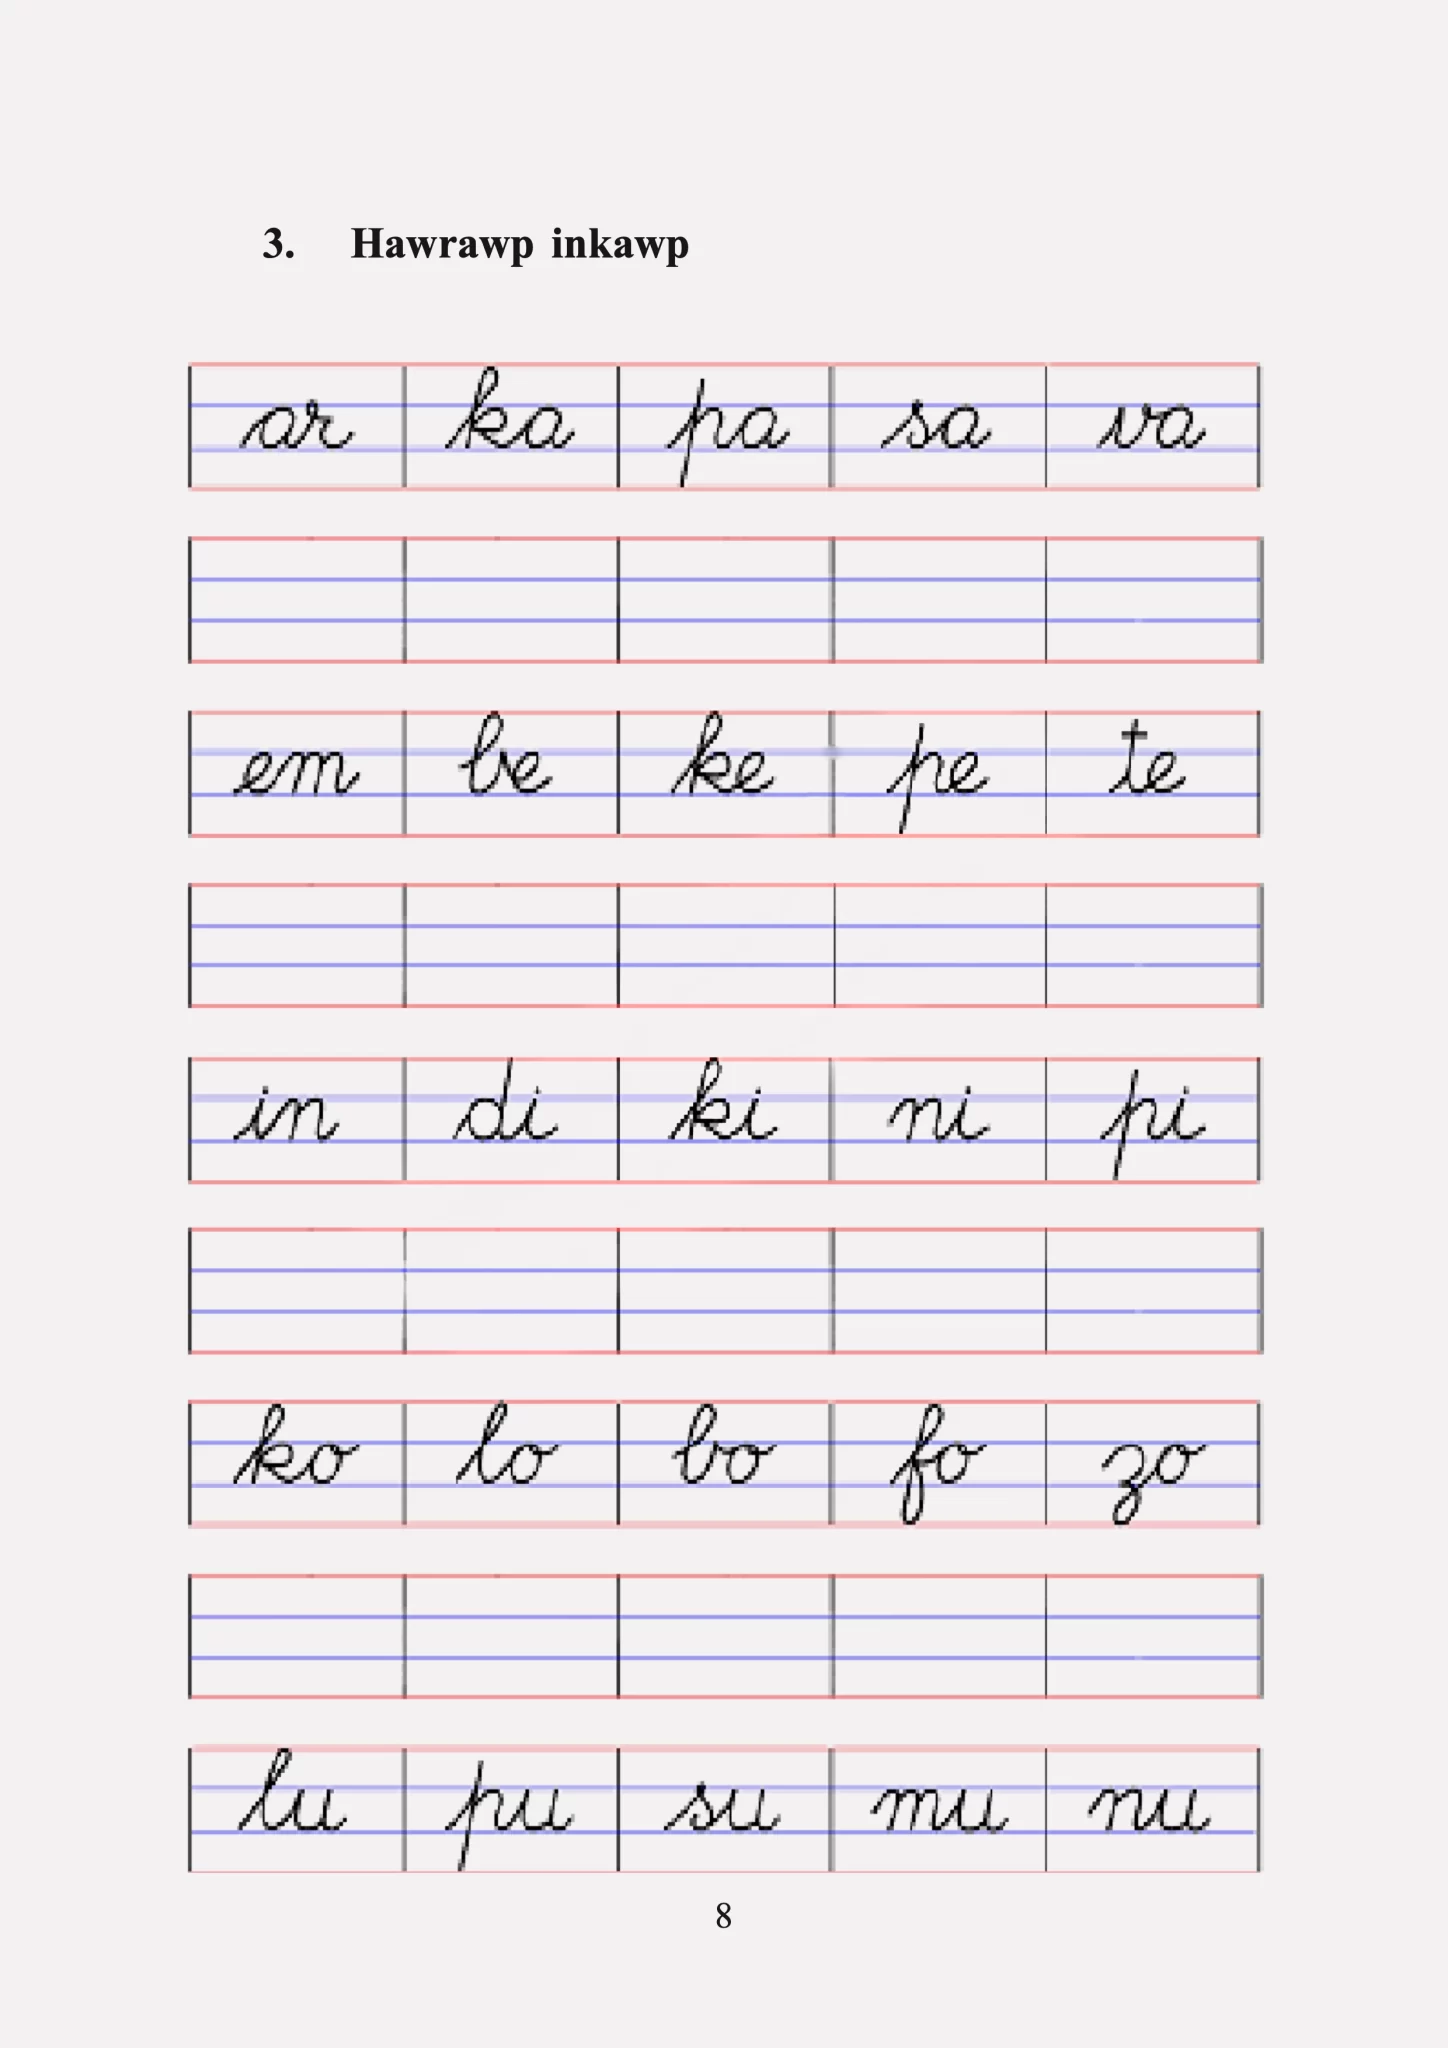 3. Hawrawp inkawp
ar ka pa sa va
em be ke pe te
in di ki ni pi
ko lo bo fo zo
lu pu su mu nu
8